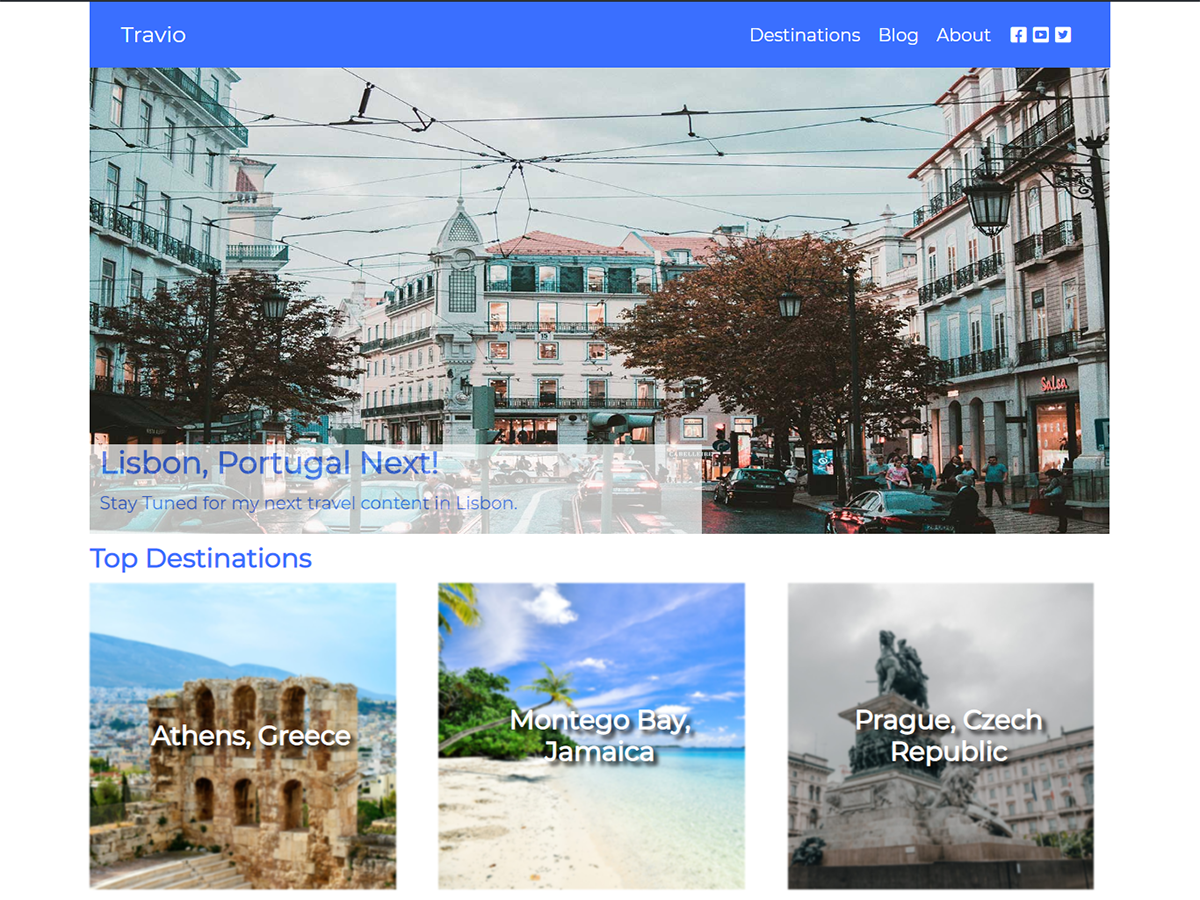 Travio
Destinations Blog About
Salsa
CABELLEIRE
Lisbon, Portugal Next!
Stay Tuned for my next travel content in Lisbon.
Top Destinations
Athens, Greece
Montego Bay,
Jamaica
Prague, Czech
Republic